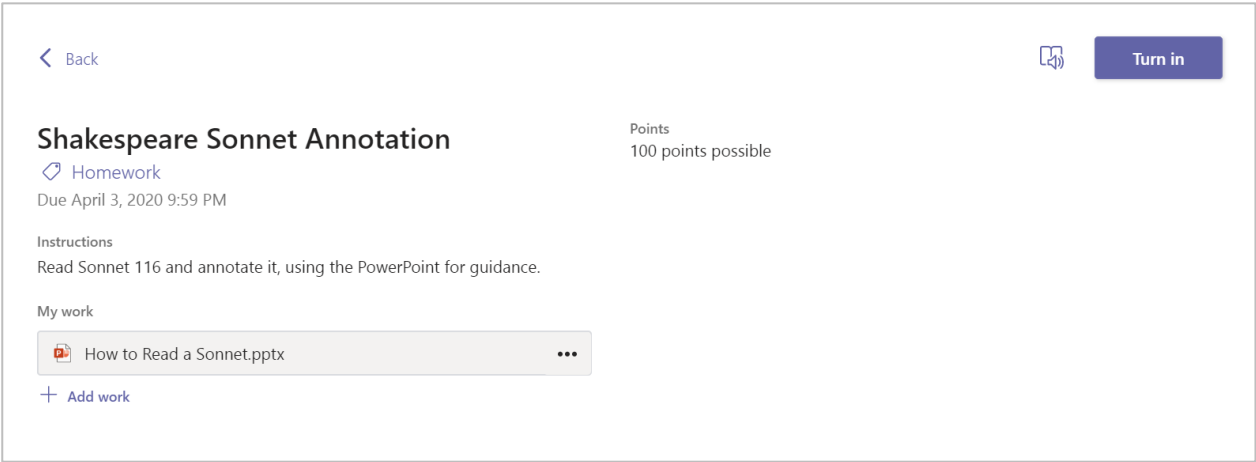 Back
Turn in
Shakespeare Sonnet Annotation
Homework
Due April 3, 2020 9:59 PM
Points
100 points possible
Instructions
Read Sonnet 116 and annotate it, using the PowerPoint for guidance.
My work
How to Read a Sonnet.pptx
Add work